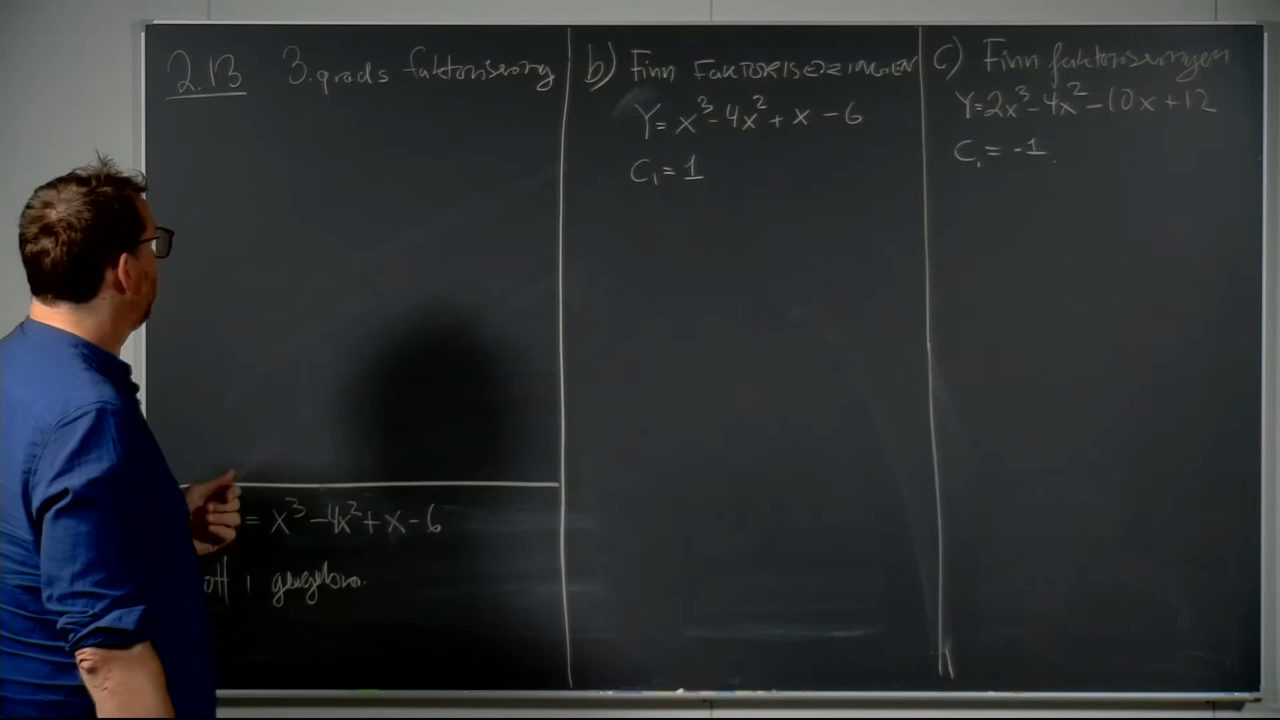 2.13 3.grads faktorisering
= x³ -4x² + x - 6
i geogebra.
b) Finn FAKTORISERINGEN
Y= x³ -4x² + x - 6
C₁ = 1
c) Finn faktoriseringen
Y=2x³ -4x² -10x +12
C₁ = -1